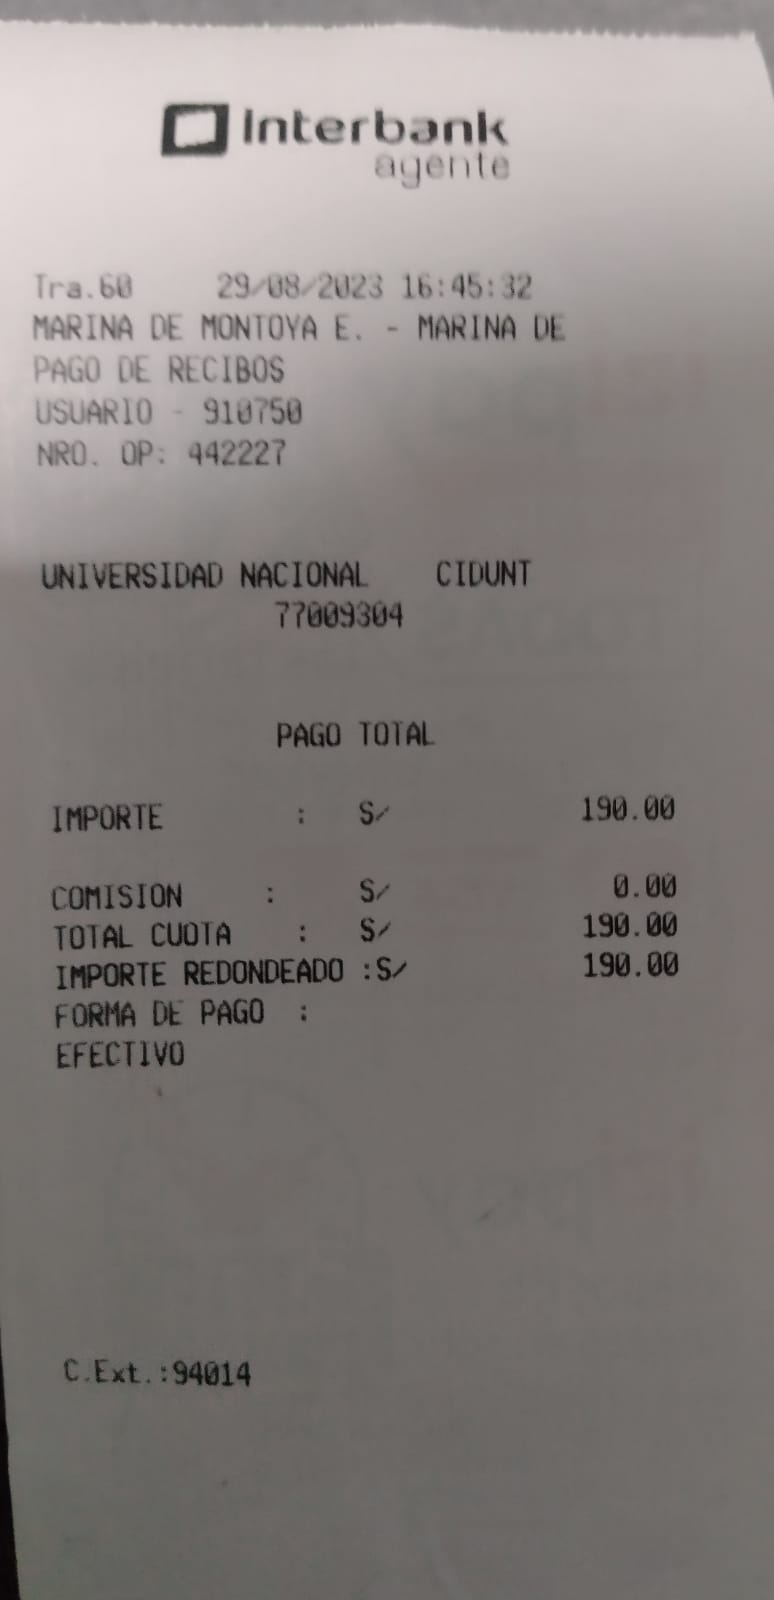 Interbank
agente
Tra.60 29/08/2023 16:45:32
MARINA DE MONTOYA E. - MARINA DE
PAGO DE RECIBOS
USUARIO - 910750
NRO. OP: 442227
UNIVERSIDAD NACIONAL CIDUNT
77009304
PAGO TOTAL
IMPORTE : S/ 190.00
COMISION : S/ 0.00
TOTAL CUOTA : S/ 190.00
IMPORTE REDONDEADO :S/ 190.00
FORMA DE PAGO :
EFECTIVO
C.Ext.:94014